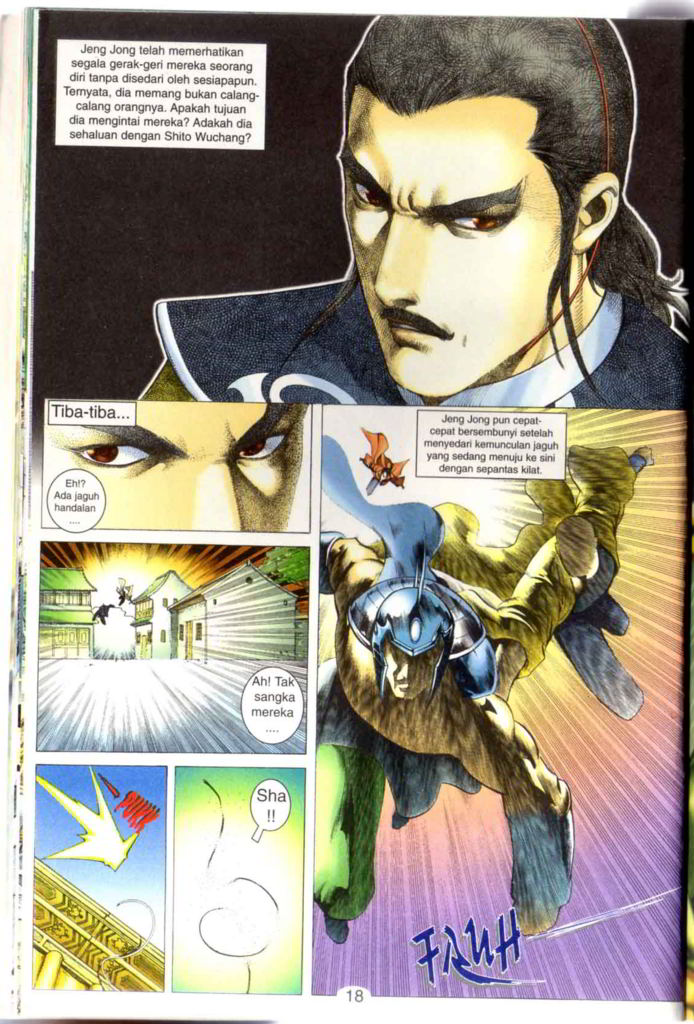 Jeng Jong telah memerhatikan
segala gerak-geri mereka seorang
diri tanpa disedari oleh sesiapapun.
Ternyata, dia memang bukan calang-
calang orangnya. Apakah tujuan
dia mengintai mereka? Adakah dia
sehaluan dengan Shito Wuchang?
Tiba-tiba...
Eh!?
Ada jaguh
handalan
....
Jeng Jong pun cepat-
cepat bersembunyi setelah
menyedari kemunculan jaguh
yang sedang menuju ke sini
dengan sepantas kilat.
Ah! Tak
sangka
mereka
....
Sha
!!
FAUH
18